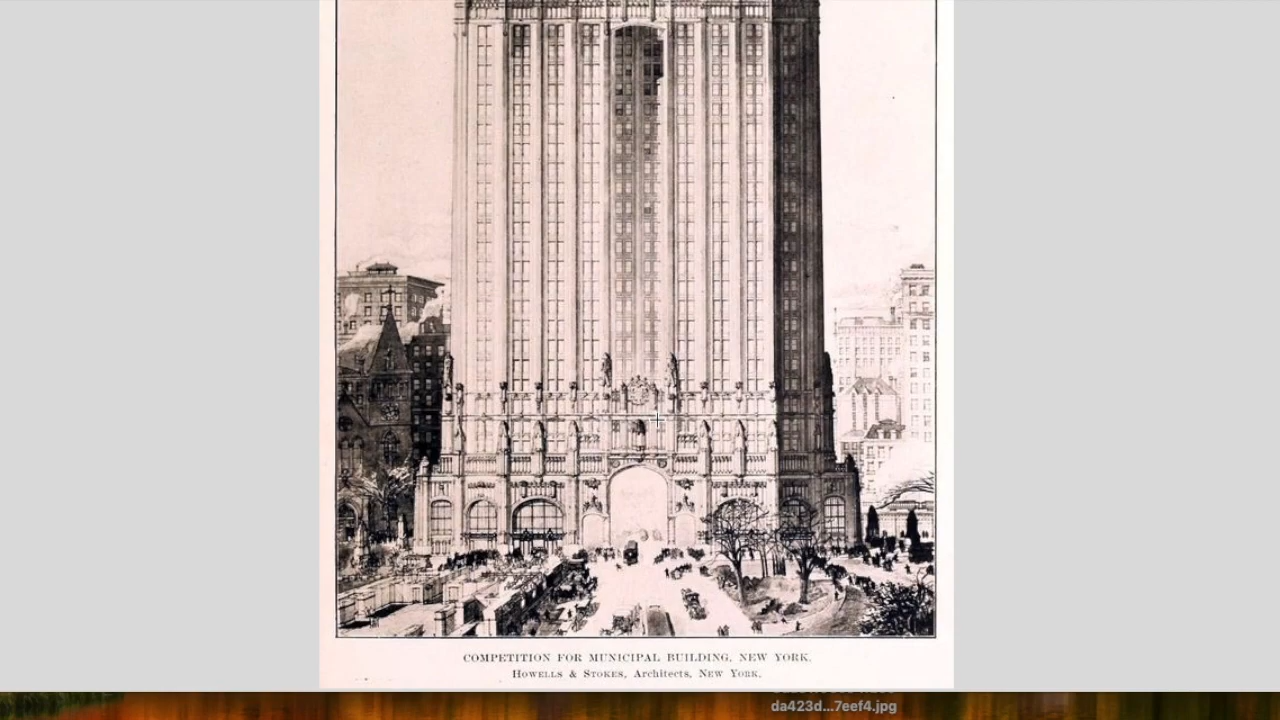 COMPETITION FOR MUNICIPAL BUILDING, NEW YORK.
HOWELLS & STOKES, Architects, NEW YORK.
da423d...7eef4.jpg